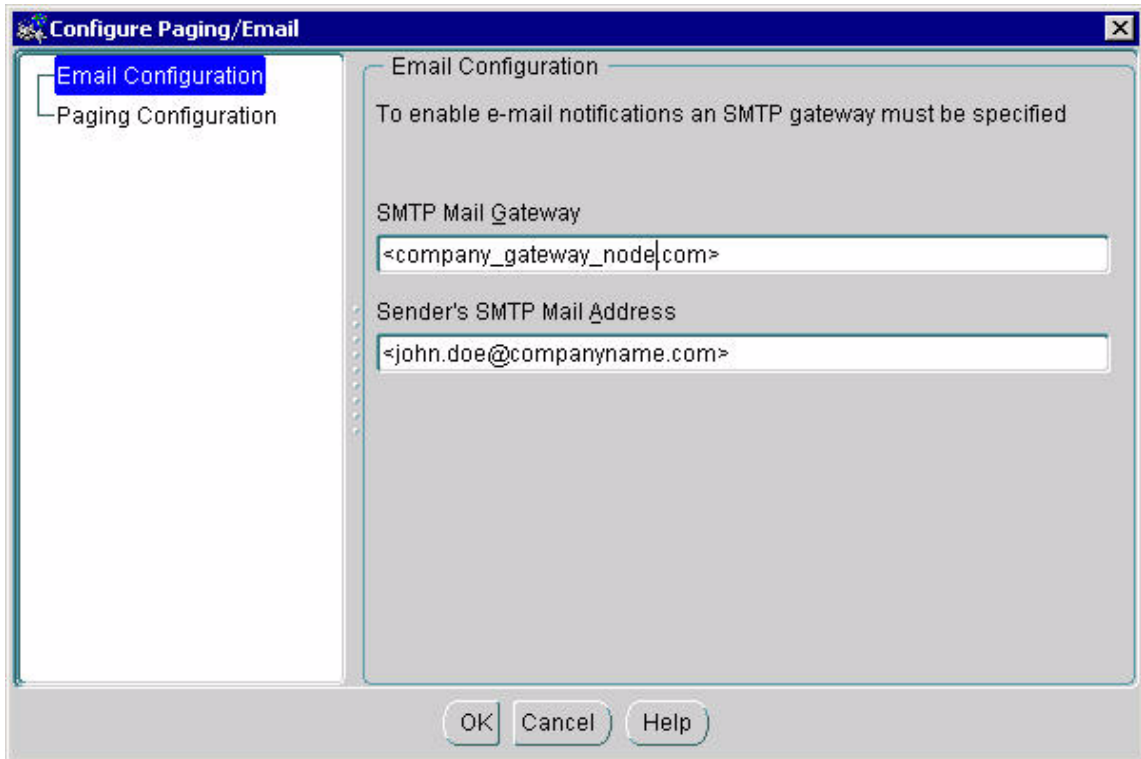 Configure Paging/Email
Email Configuration
Paging Configuration
Email Configuration
To enable e-mail notifications an SMTP gateway must be specified
SMTP Mail Gateway
<company_gateway_node.com>
Sender's SMTP Mail Address
<john.doe@companyname.com>
OK Cancel Help